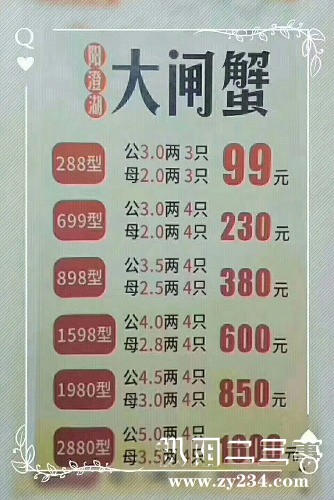 Q
阳澄湖
大闸蟹
288型
公3.0两 3只
母2.0两 3只
99元
699型
公3.0两 4只
母2.0两 4只
230元
898型
公3.5两 4只
母2.5两 4只
380元
1598型
公4.0两 4只
母2.8两 4只
600元
1980型
公4.5两 4只
母3.0两 4只
850元
2880型
公5.0两 4只
母3.5两
www.zy234.com